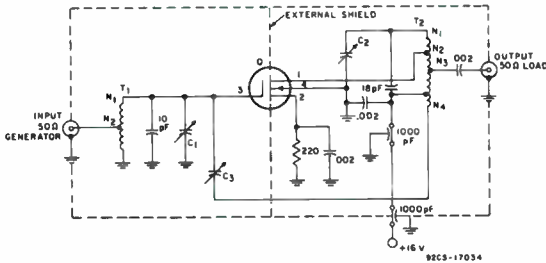 EXTERNAL SHIELD
T2
N1
Q
C2
N2
N3
.002
OUTPUT
50Ω LOAD
1
T1
18pF
4
N1
3
2
.002
N4
INPUT
50Ω
GENERATOR
N2
10
pF
C1
1000
pF
220
.002
C3
1000pF
+16V
92CS-17034